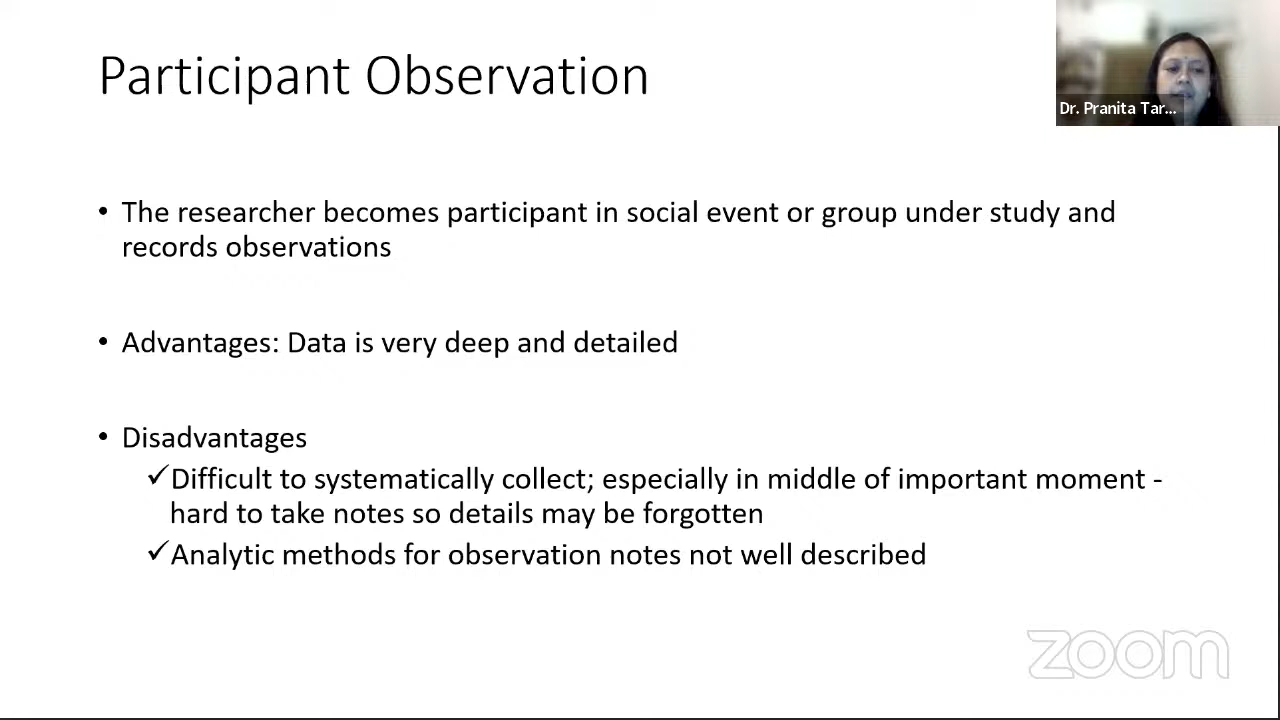 Participant Observation
Dr. Pranita Tar...
• The researcher becomes participant in social event or group under study and
records observations
• Advantages: Data is very deep and detailed
• Disadvantages
✓Difficult to systematically collect; especially in middle of important moment -
hard to take notes so details may be forgotten
✓Analytic methods for observation notes not well described
zoom